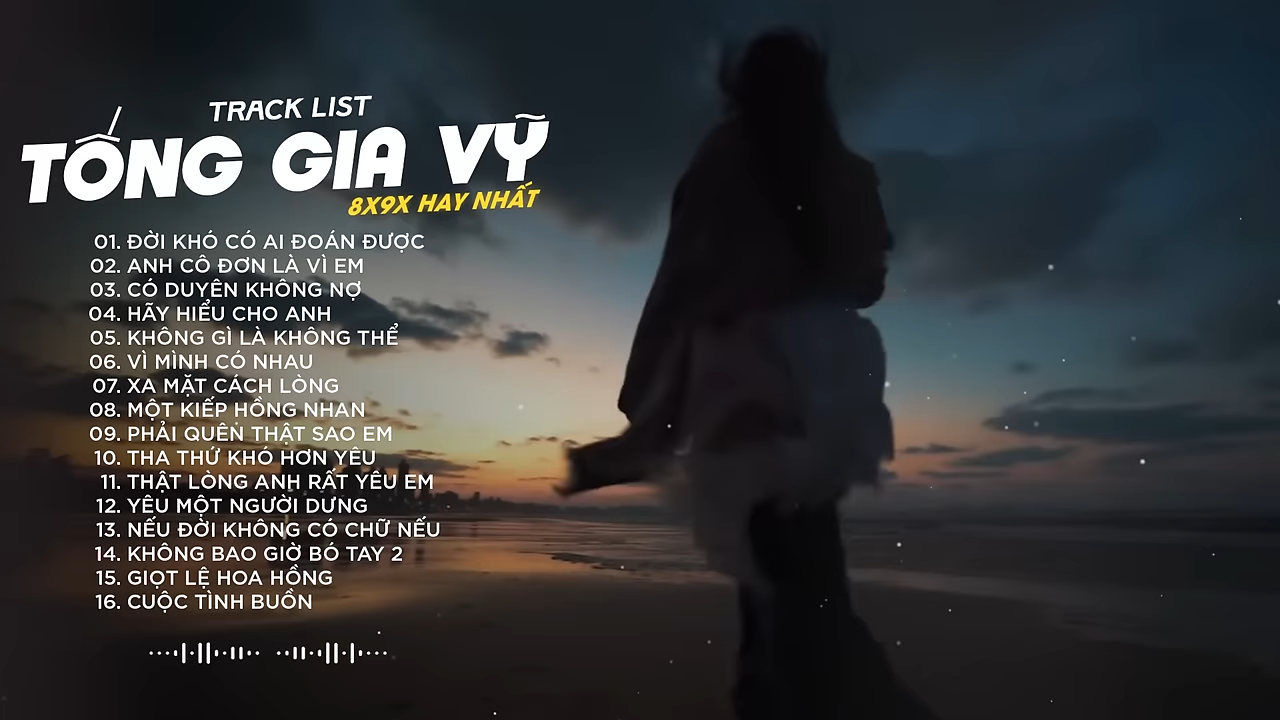 TRACK LIST
TỐNG GIA VỸ
8X9X HAY NHẤT
01. ĐỜI KHÓ CÓ AI ĐOÁN ĐƯỢC
02. ANH CÔ ĐƠN LÀ VÌ EM
03. CÓ DUYÊN KHÔNG NỢ
04. HÃY HIỂU CHO ANH
05. KHÔNG GÌ LÀ KHÔNG THỂ
06. VÌ MÌNH CÓ NHAU
07. XA MẶT CÁCH LÒNG
08. MỘT KIẾP HỒNG NHAN
09. PHẢI QUÊN THẬT SAO EM
10. THA THỨ KHÓ HƠN YÊU
11. THẬT LÒNG ANH RẤT YÊU EM
12. YÊU MỘT NGƯỜI DƯNG
13. NẾU ĐỜI KHÔNG CÓ CHỮ NẾU
14. KHÔNG BAO GIỜ BÓ TAY 2
15. GIỌT LỆ HOA HỒNG
16. CUỘC TÌNH BUỒN